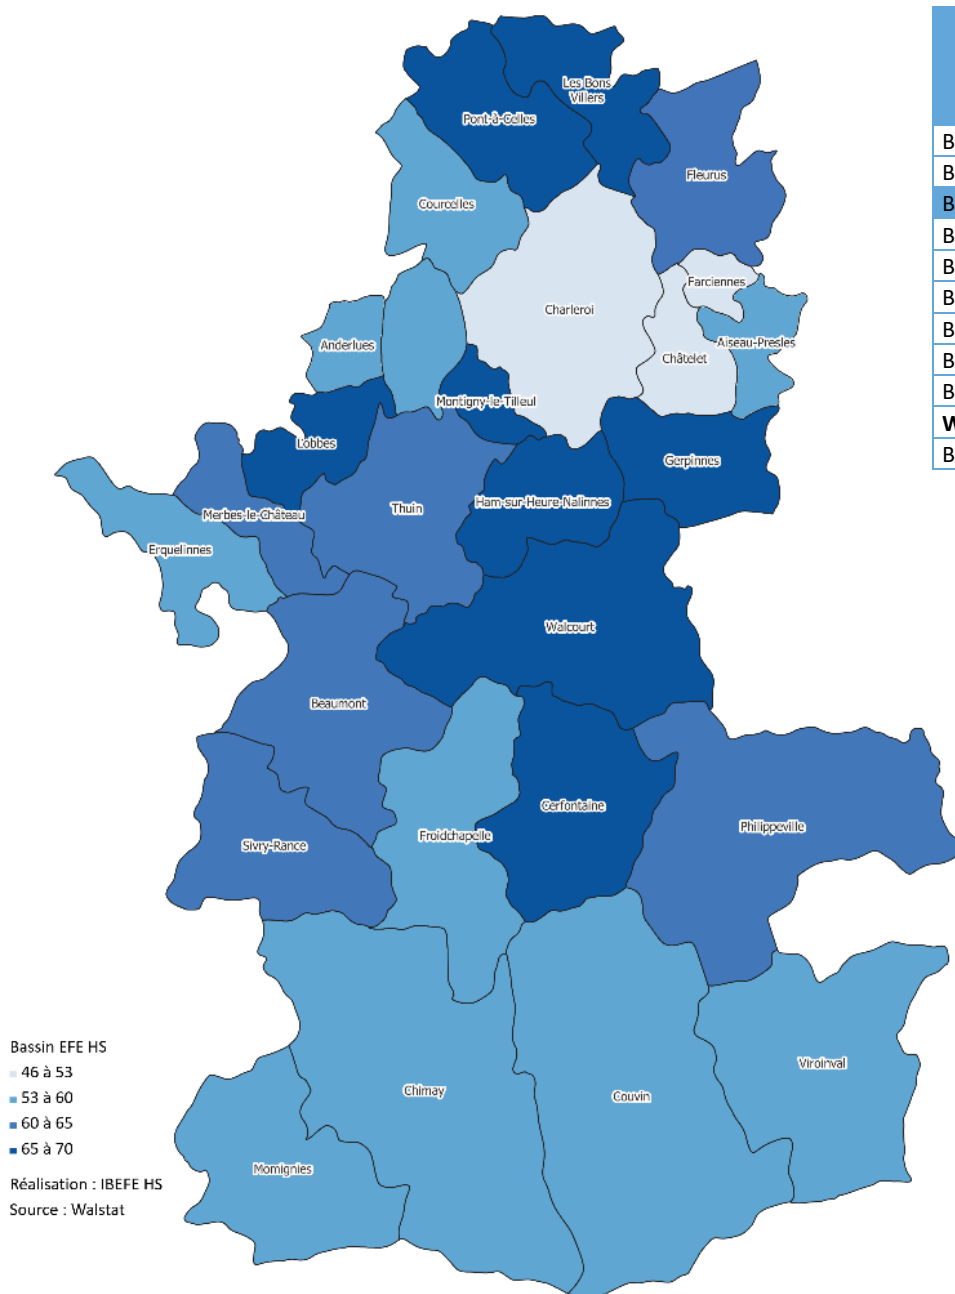 Les Bons
Villers
Pont-à-Celles
Fleurus
Courcelles
Farciennes
Charleroi
Aiseau-Presles
Anderlues
Châtelet
Montigny-le-Tilleul
Lobbes
Gerpinnes
Ham-sur-Heure-Nalinnes
Thuin
Merbes-le-Château
Erquelinnes
Walcourt
Beaumont
Cerfontaine
Philippeville
Froidchapelle
Sivry-Rance
Viroinval
Chimay
Couvin
Momignies
Bassin EFE HS
46 à 53
53 à 60
60 à 65
65 à 70
Réalisation : IBEFE HS
Source : Walstat
B
B
B
B
B
B
B
B
B
W
B